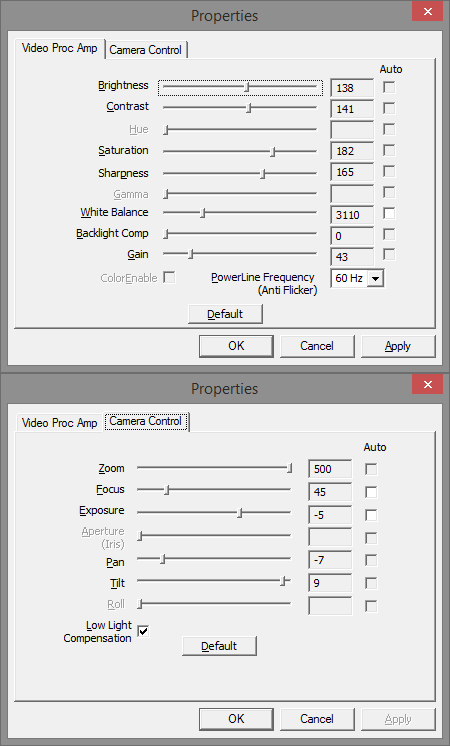 Properties
Video Proc Amp Camera Control
Auto
Brightness 138
Contrast 141
Hue
Saturation 182
Sharpness 165
Gamma
White Balance 3110
Backlight Comp 0
Gain 43
ColorEnable PowerLine Frequency 60 Hz
(Anti Flicker)
Default
OK Cancel Apply
Properties
Video Proc Amp Camera Control
Auto
Zoom 500
Focus 45
Exposure -5
Aperture
(Iris)
Pan -7
Tilt 9
Roll
Low Light
Compensation
Default
OK Cancel Apply